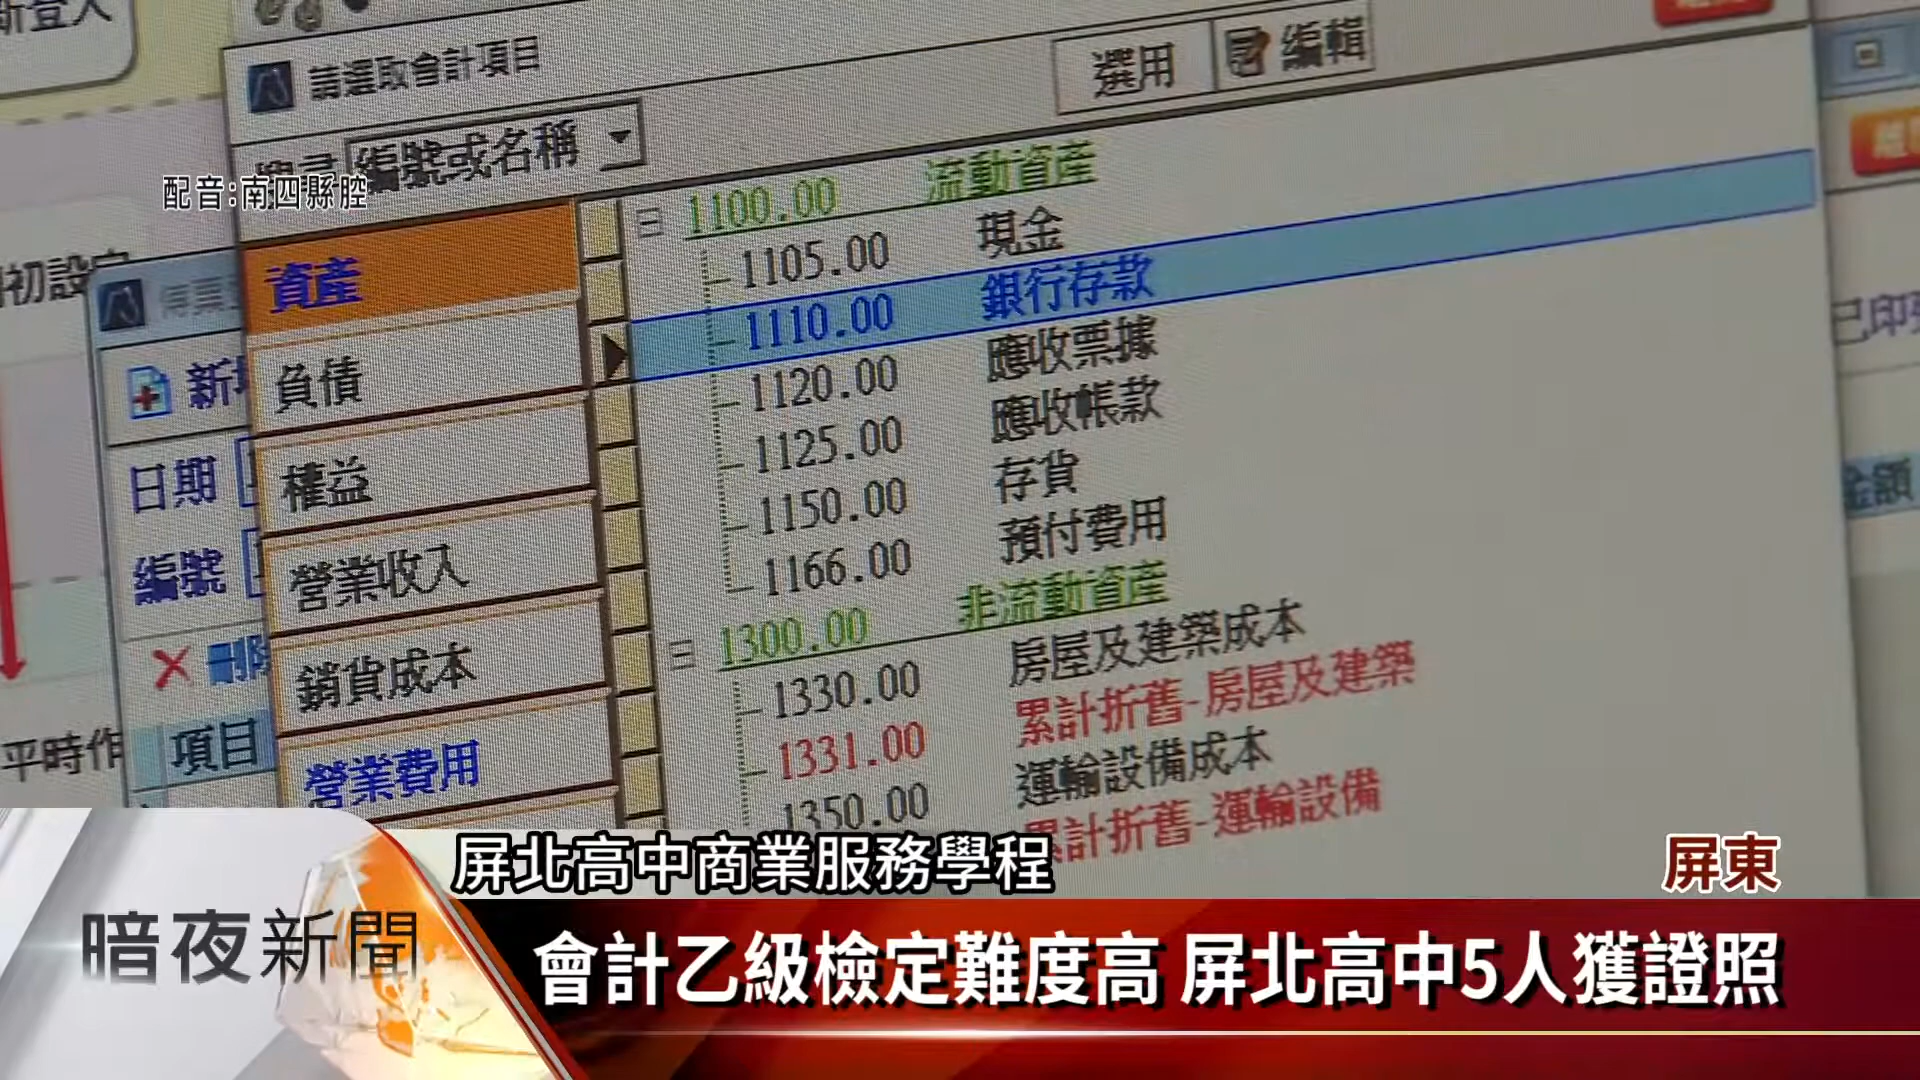 請選取會計項目
選用
編輯
編號或名稱
配音:南四縣腔
1100.00 流動資產
1105.00 現金
1110.00 銀行存款
1120.00 應收票據
1125.00 應收帳款
1150.00 存貨
1166.00 預付費用
1300.00 非流動資產
1330.00 房屋及建築成本
1331.00 累計折舊-房屋及建築
1350.00 運輸設備成本
累計折舊-運輸設備
資產
負債
權益
營業收入
銷貨成本
營業費用
日期
編號
刪除
項目
平時作
金額
屏北高中商業服務學程
屏東
暗夜新聞
會計乙級檢定難度高 屏北高中5人獲證照